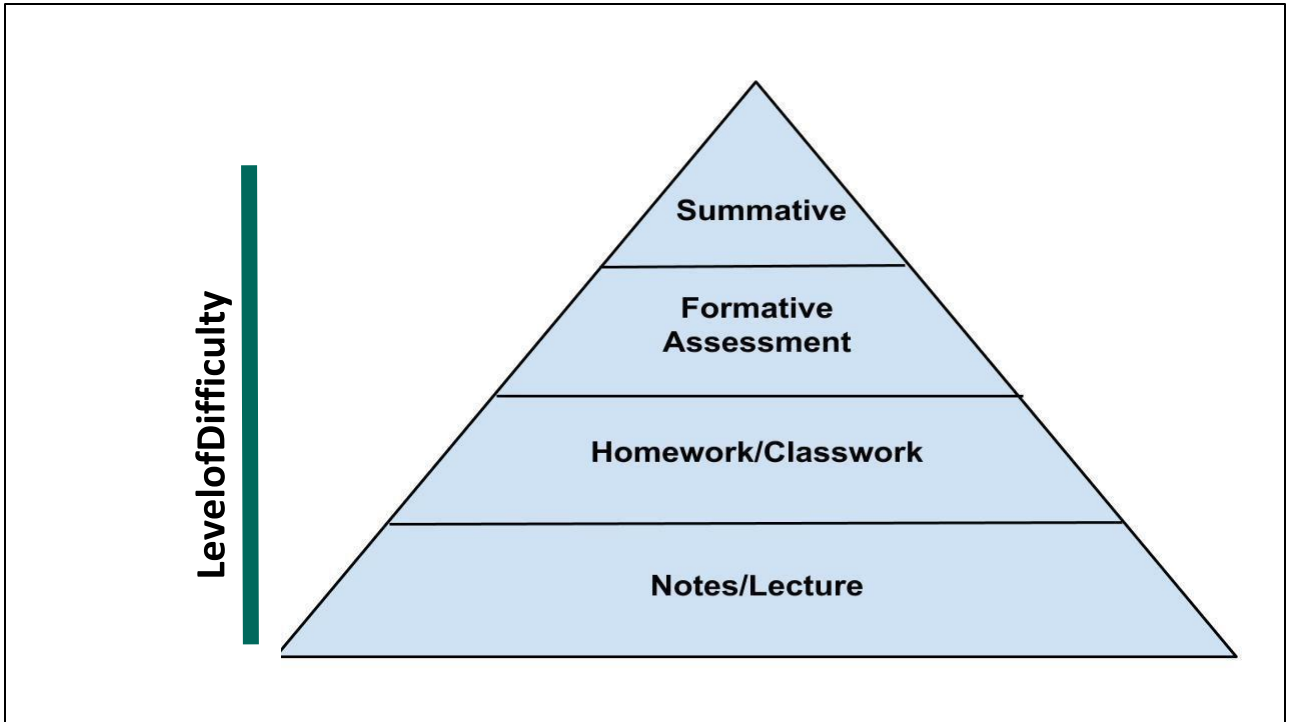 LevelofDifficulty
Summative
Formative
Assessment
Homework/Classwork
Notes/Lecture